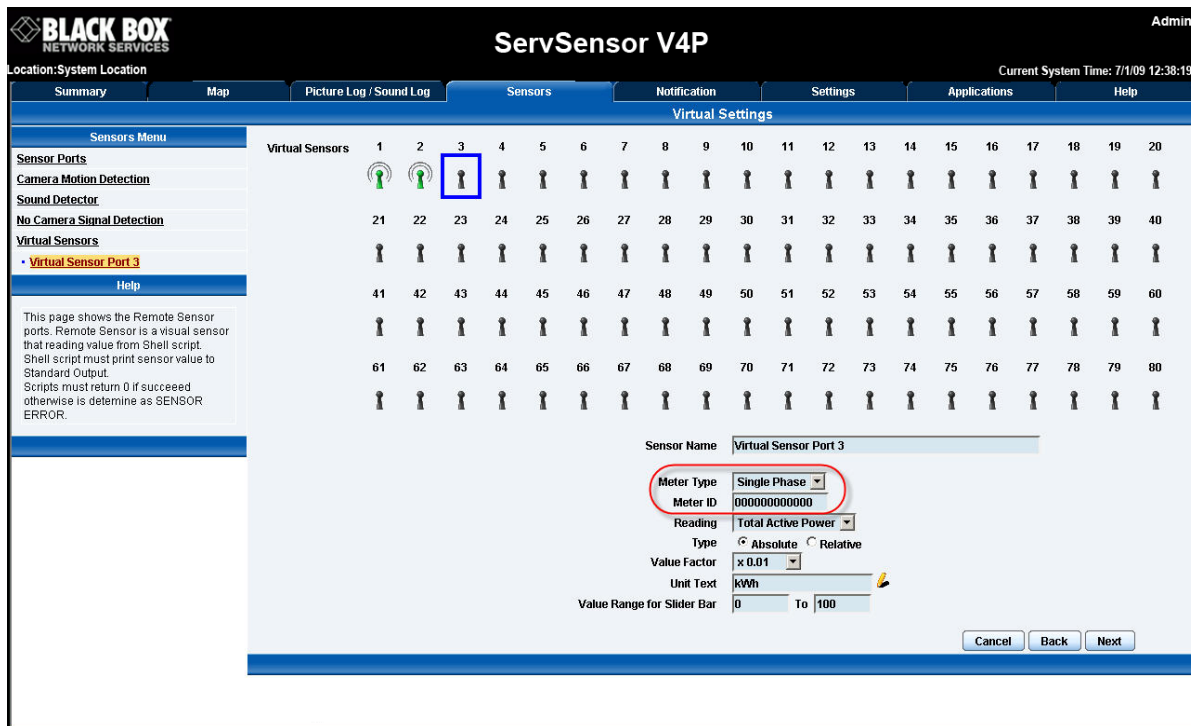 BLACK BOX
NETWORK SERVICES
Admin
ServSensor V4P
Location:System Location
Current System Time: 7/1/09 12:38:19
Summary Map Picture Log / Sound Log Sensors Notification Settings Applications Help
Virtual Settings
Sensors Menu
Sensor Ports
Camera Motion Detection
Sound Detector
No Camera Signal Detection
Virtual Sensors
Virtual Sensor Port 3
Help
This page shows the Remote Sensor
ports. Remote Sensor is a visual sensor
that reading value from Shell script.
Shell script must print sensor value to
Standard Output.
Scripts must return 0 if succeeed
otherwise is detemine as SENSOR
ERROR.
Virtual Sensors 1 2 3 4 5 6 7 8 9 10 11 12 13 14 15 16 17 18 19 20
21 22 23 24 25 26 27 28 29 30 31 32 33 34 35 36 37 38 39 40
41 42 43 44 45 46 47 48 49 50 51 52 53 54 55 56 57 58 59 60
61 62 63 64 65 66 67 68 69 70 71 72 73 74 75 76 77 78 79 80
Sensor Name Virtual Sensor Port 3
Meter Type Single Phase
Meter ID 000000000000
Reading Total Active Power
Type Absolute Relative
Value Factor x 0.01
Unit Text kWh
Value Range for Slider Bar 0 To 100
Cancel Back Next